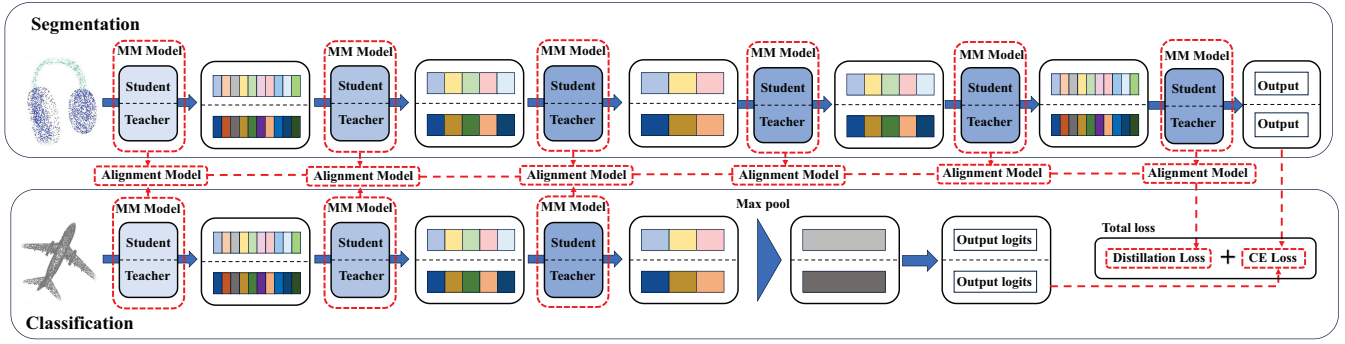 Segmentation
MM Model
MM Model
MM Model
MM Model
MM Model
MM Model
Student
Teacher
Student
Teacher
Student
Teacher
Student
Teacher
Student
Teacher
Student
Teacher
Output
Output
Alignment Model
Alignment Model
Alignment Model
Alignment Model
Alignment Model
Alignment Model
MM Model
MM Model
MM Model
Max pool
Student
Teacher
Student
Teacher
Student
Teacher
Output logits
Output logits
Total loss
Distillation Loss
+
CE Loss
Classification